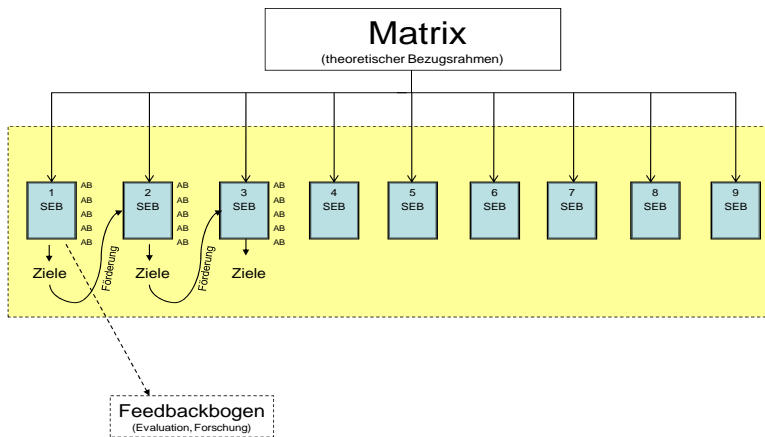 Matrix
(theoretischer Bezugsrahmen)
1
SEB
AB
AB
AB
AB
AB
2
SEB
AB
AB
AB
AB
AB
3
SEB
AB
AB
AB
AB
AB
4
SEB
5
SEB
6
SEB
7
SEB
8
SEB
9
SEB
Ziele
Förderung
Ziele
Förderung
Ziele
Feedbackbogen
(Evaluation, Forschung)